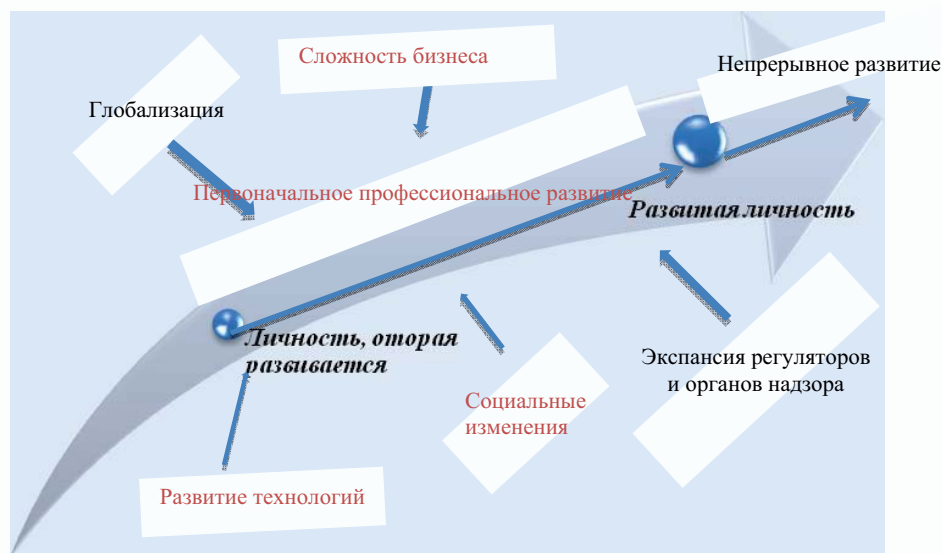 Сложность бизнеса
Непрерывное развитие
Глобализация
Первоначальное профессиональное развитие
Развитая личность
Личность, оторая
развивается
Экспансия регуляторов
и органов надзора
Социальные
изменения
Развитие технологий